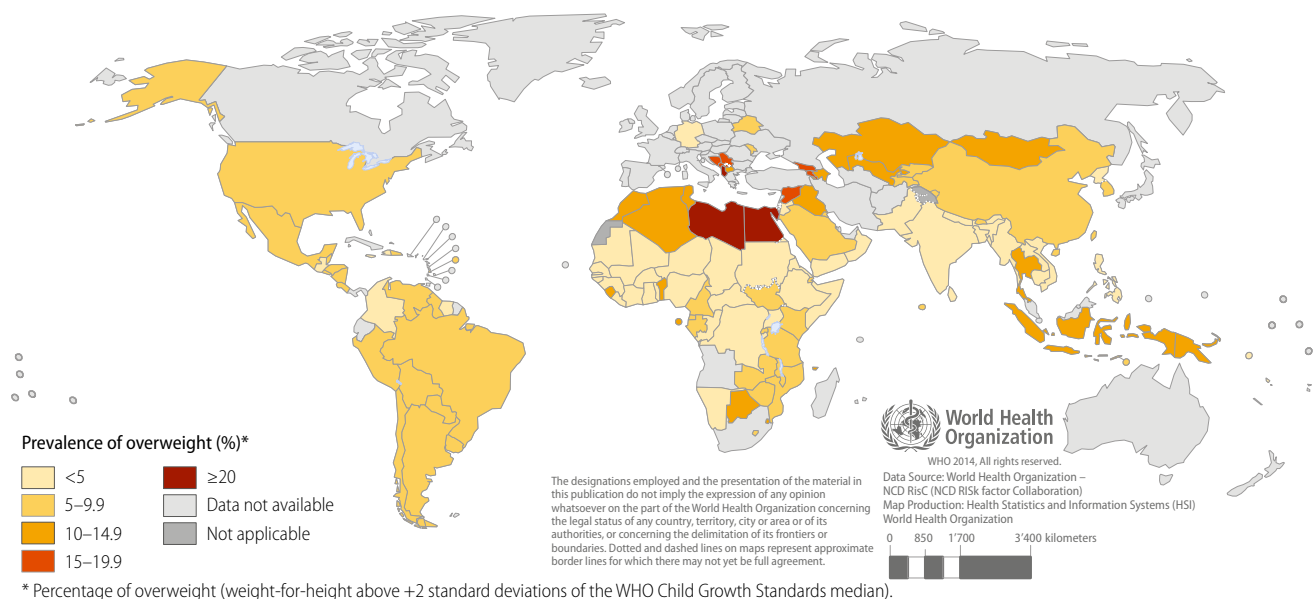 Prevalence of overweight (%)*
<5
5–9.9
10–14.9
15–19.9
≥20
Data not available
Not applicable
The designations employed and the presentation of the material in
this publication do not imply the expression of any opinion
whatsoever on the part of the World Health Organization concerning
the legal status of any country, territory, city or area or of its
authorities, or concerning the delimitation of its frontiers or
boundaries. Dotted and dashed lines on maps represent approximate
border lines for which there may not yet be full agreement.
World Health
Organization
WHO 2014, All rights reserved.
Data Source: World Health Organization –
NCD RisC (NCD RISk factor Collaboration)
Map Production: Health Statistics and Information Systems (HSI)
World Health Organization
0 850 1'700 3'400 kilometers
* Percentage of overweight (weight-for-height above +2 standard deviations of the WHO Child Growth Standards median).